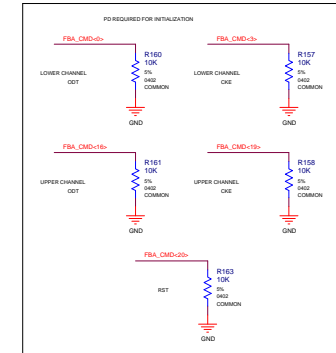 PD REQUIRED FOR INITIALIZATION
FBA_CMD<0>
R160
10K
LOWER CHANNEL
ODT
5%
0402
COMMON
GND
FBA_CMD<3>
R157
10K
LOWER CHANNEL
CKE
5%
0402
COMMON
GND
FBA_CMD<16>
R161
10K
UPPER CHANNEL
ODT
5%
0402
COMMON
GND
FBA_CMD<19>
R158
10K
UPPER CHANNEL
CKE
5%
0402
COMMON
GND
FBA_CMD<20>
R163
10K
RST
5%
0402
COMMON
GND